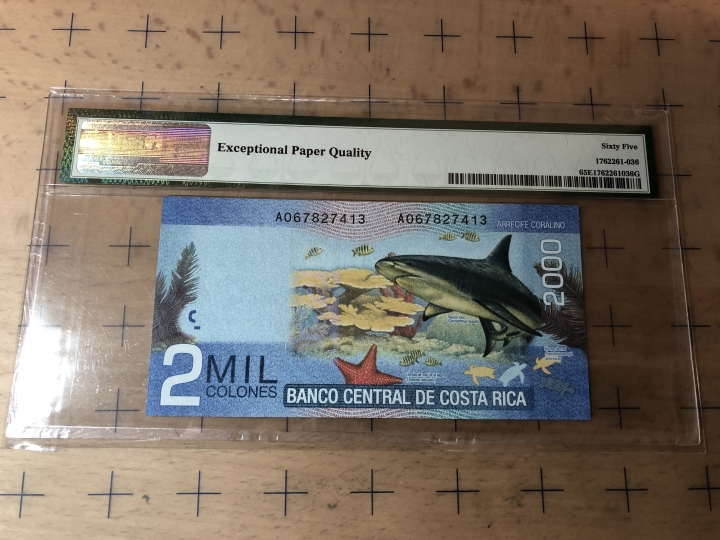 Exceptional Paper Quality
Sixty Five
1762261-036
65E1762261036G
A067827413 A067827413
ARRECIFE CORALINO
2000
2 MIL
COLONES
BANCO CENTRAL DE COSTA RICA